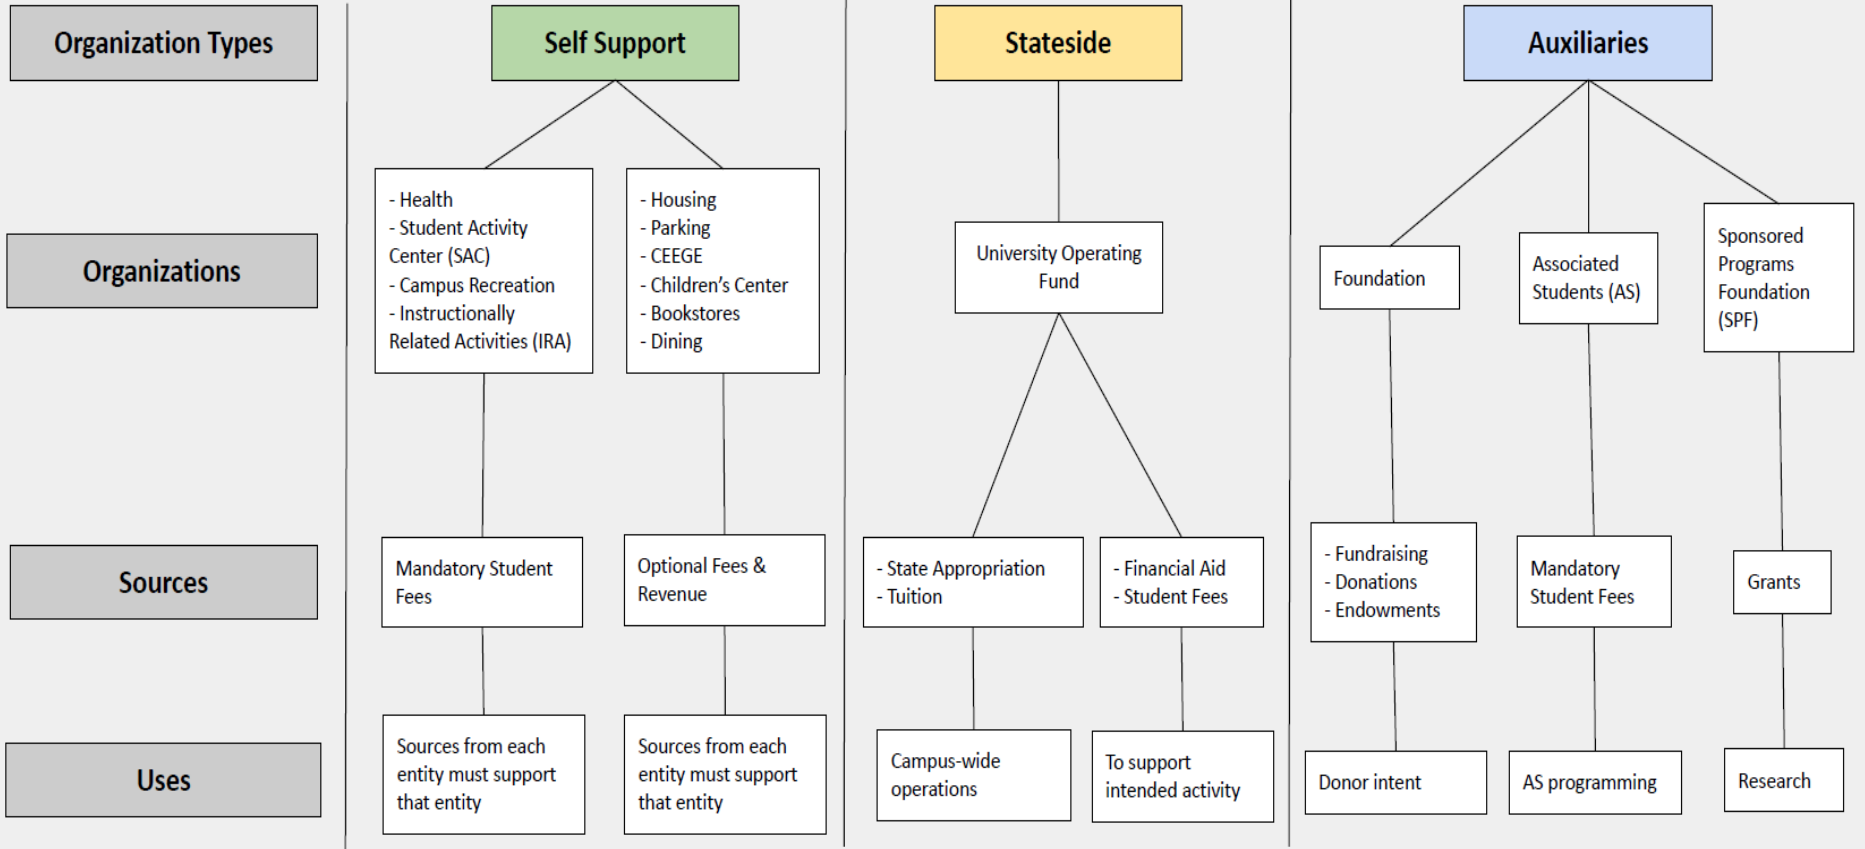 Organization Types
Self Support
Stateside
Auxiliaries
Organizations
- Health
- Student Activity
Center (SAC)
- Campus Recreation
- Instructionally
Related Activities (IRA)
- Housing
- Parking
- CEEGE
- Children's Center
- Bookstores
- Dining
University Operating
Fund
Foundation
Associated
Students (AS)
Sponsored
Programs
Foundation
(SPF)
Sources
Mandatory Student
Fees
Optional Fees &
Revenue
- State Appropriation
- Tuition
- Financial Aid
- Student Fees
- Fundraising
- Donations
- Endowments
Mandatory
Student Fees
Grants
Uses
Sources from each
entity must support
that entity
Sources from each
entity must support
that entity
Campus-wide
operations
To support
intended activity
Donor intent
AS programming
Research